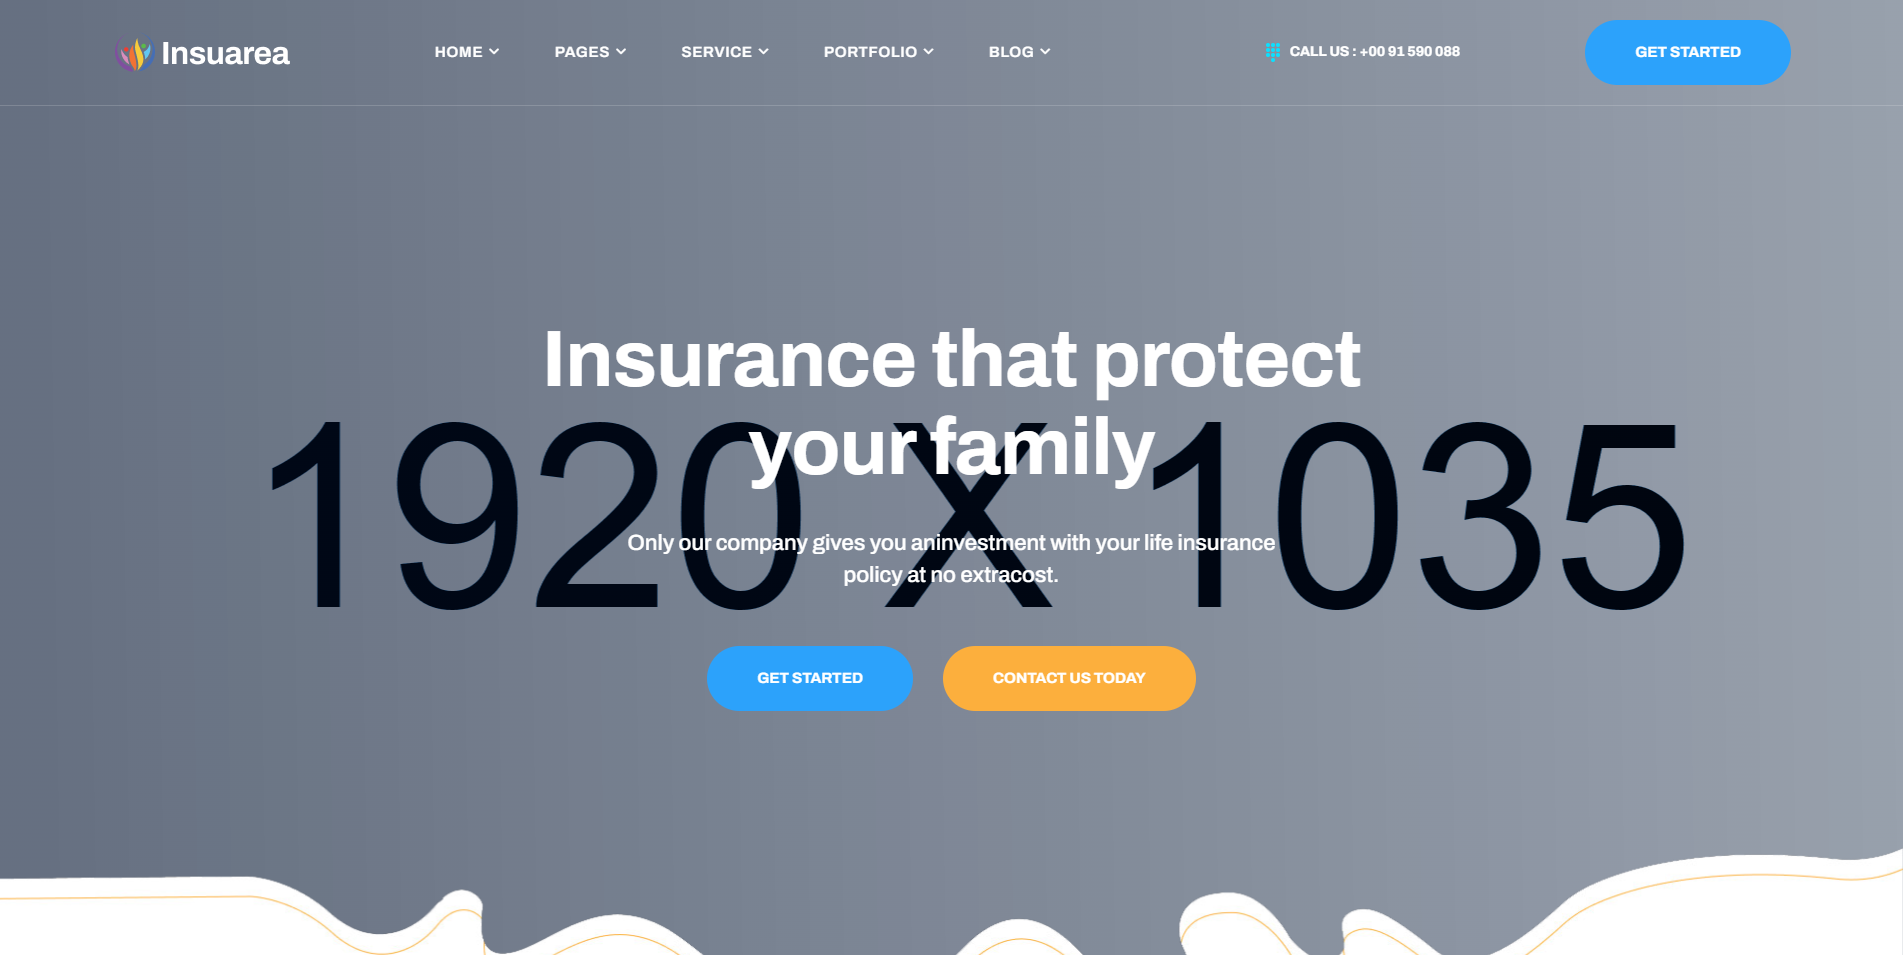 Insuarea
HOME
PAGES
SERVICE
PORTFOLIO
BLOG
CALL US : +00 91 590 088
GET STARTED
Insurance that protect
your family
1920 X 1035
Only our company gives you aninvestment with your life insurance
policy at no extracost.
GET STARTED
CONTACT US TODAY